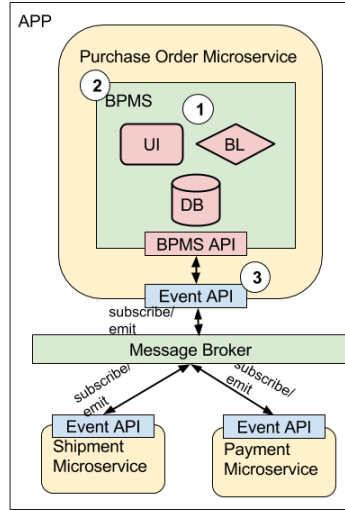 APP
Purchase Order Microservice
2
BPMS
1
UI
BL
DB
BPMS API
3
Event API
subscribe/
emit
Message Broker
subscribe/
emit
subscribe/
emit
Event API
Shipment
Microservice
Event API
Payment
Microservice